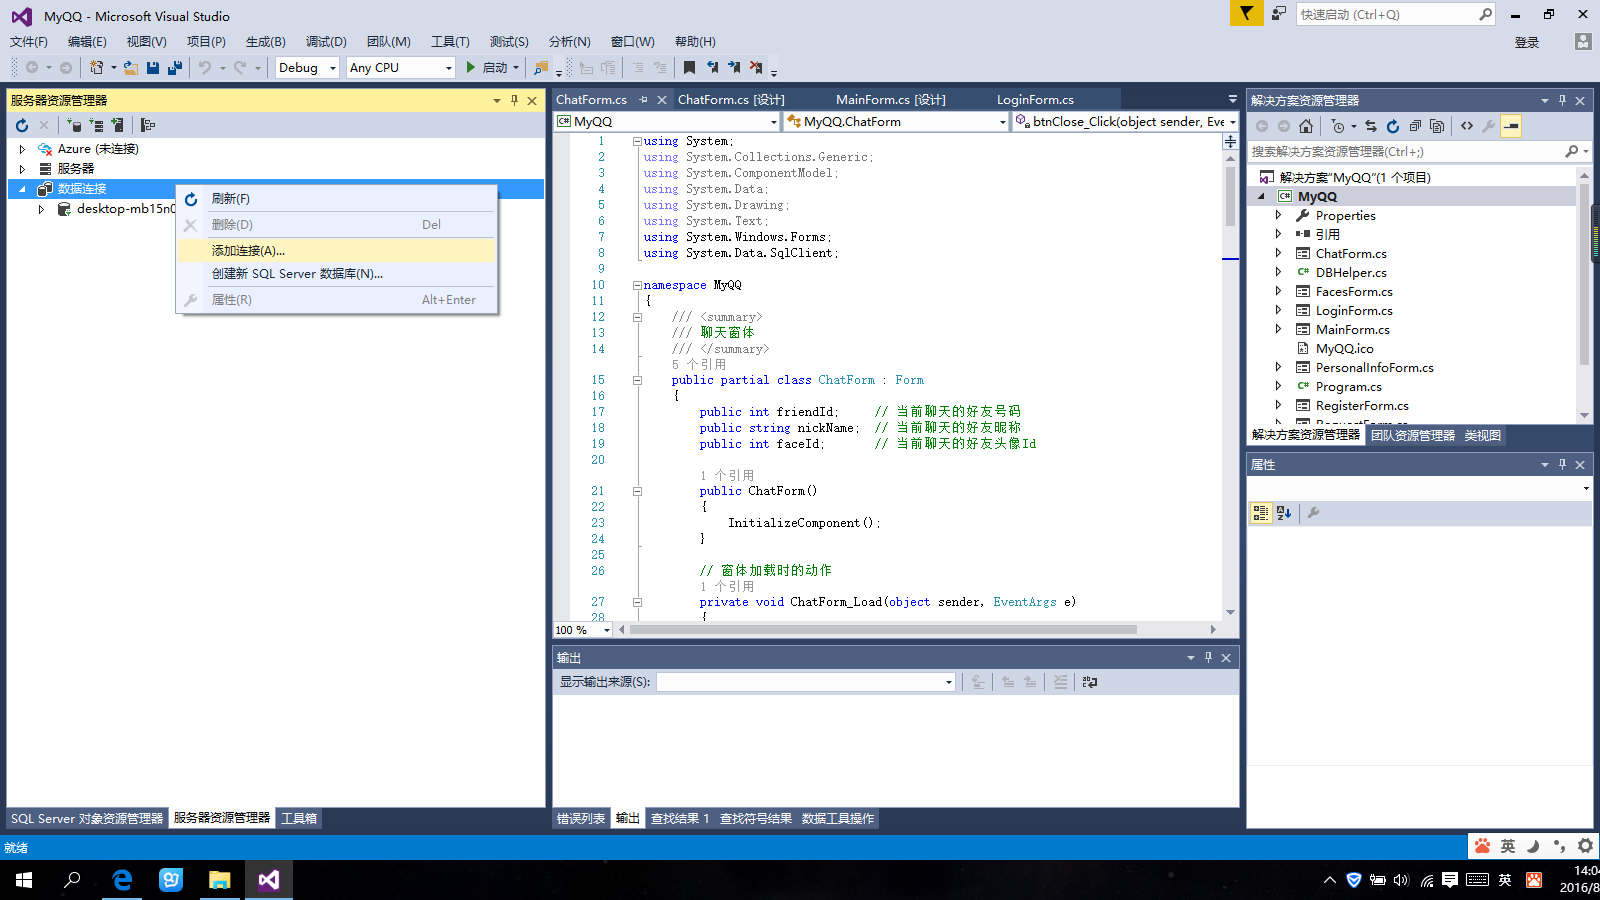 MyQQ - Microsoft Visual Studio
快速启动 (Ctrl+Q)
文件(F) 编辑(E) 视图(V) 项目(P) 生成(B) 调试(D) 团队(M) 工具(T) 测试(S) 分析(N) 窗口(W) 帮助(H)
登录
Debug Any CPU 启动
服务器资源管理器
Azure (未连接)
服务器
数据连接
desktop-mb15n
刷新(F)
删除(D) Del
添加连接(A)...
创建新 SQL Server 数据库(N)...
属性(R) Alt+Enter
SQL Server 对象资源管理器 服务器资源管理器 工具箱
ChatForm.cs ChatForm.cs [设计] MainForm.cs [设计] LoginForm.cs
C# MyQQ MyQQ.ChatForm btnClose_Click(object sender, Eve
1 using System;
2 using System.Collections.Generic;
3 using System.ComponentModel;
4 using System.Data;
5 using System.Drawing;
6 using System.Text;
7 using System.Windows.Forms;
8 using System.Data.SqlClient;
9
10 namespace MyQQ
11 {
12 /// <summary>
13 /// 聊天窗体
14 /// </summary>
5 个引用
15 public partial class ChatForm : Form
16 {
17 public int friendId; // 当前聊天的好友号码
18 public string nickName; // 当前聊天的好友昵称
19 public int faceId; // 当前聊天的好友头像Id
20
1 个引用
21 public ChatForm()
22 {
23 InitializeComponent();
24 }
25
26 // 窗体加载时的动作
1 个引用
27 private void ChatForm_Load(object sender, EventArgs e)
28 {
100 %
输出
显示输出来源(S):
错误列表 输出 查找结果 1 查找符号结果 数据工具操作
解决方案资源管理器
搜索解决方案资源管理器(Ctrl+;)
解决方案"MyQQ"(1 个项目)
C# MyQQ
Properties
引用
ChatForm.cs
C# DBHelper.cs
FacesForm.cs
LoginForm.cs
MainForm.cs
MyQQ.ico
PersonalInfoForm.cs
C# Program.cs
RegisterForm.cs
RequestForm.cs
解决方案资源管理器 团队资源管理器 类视图
属性
就绪
英
英
14:04
2016/8